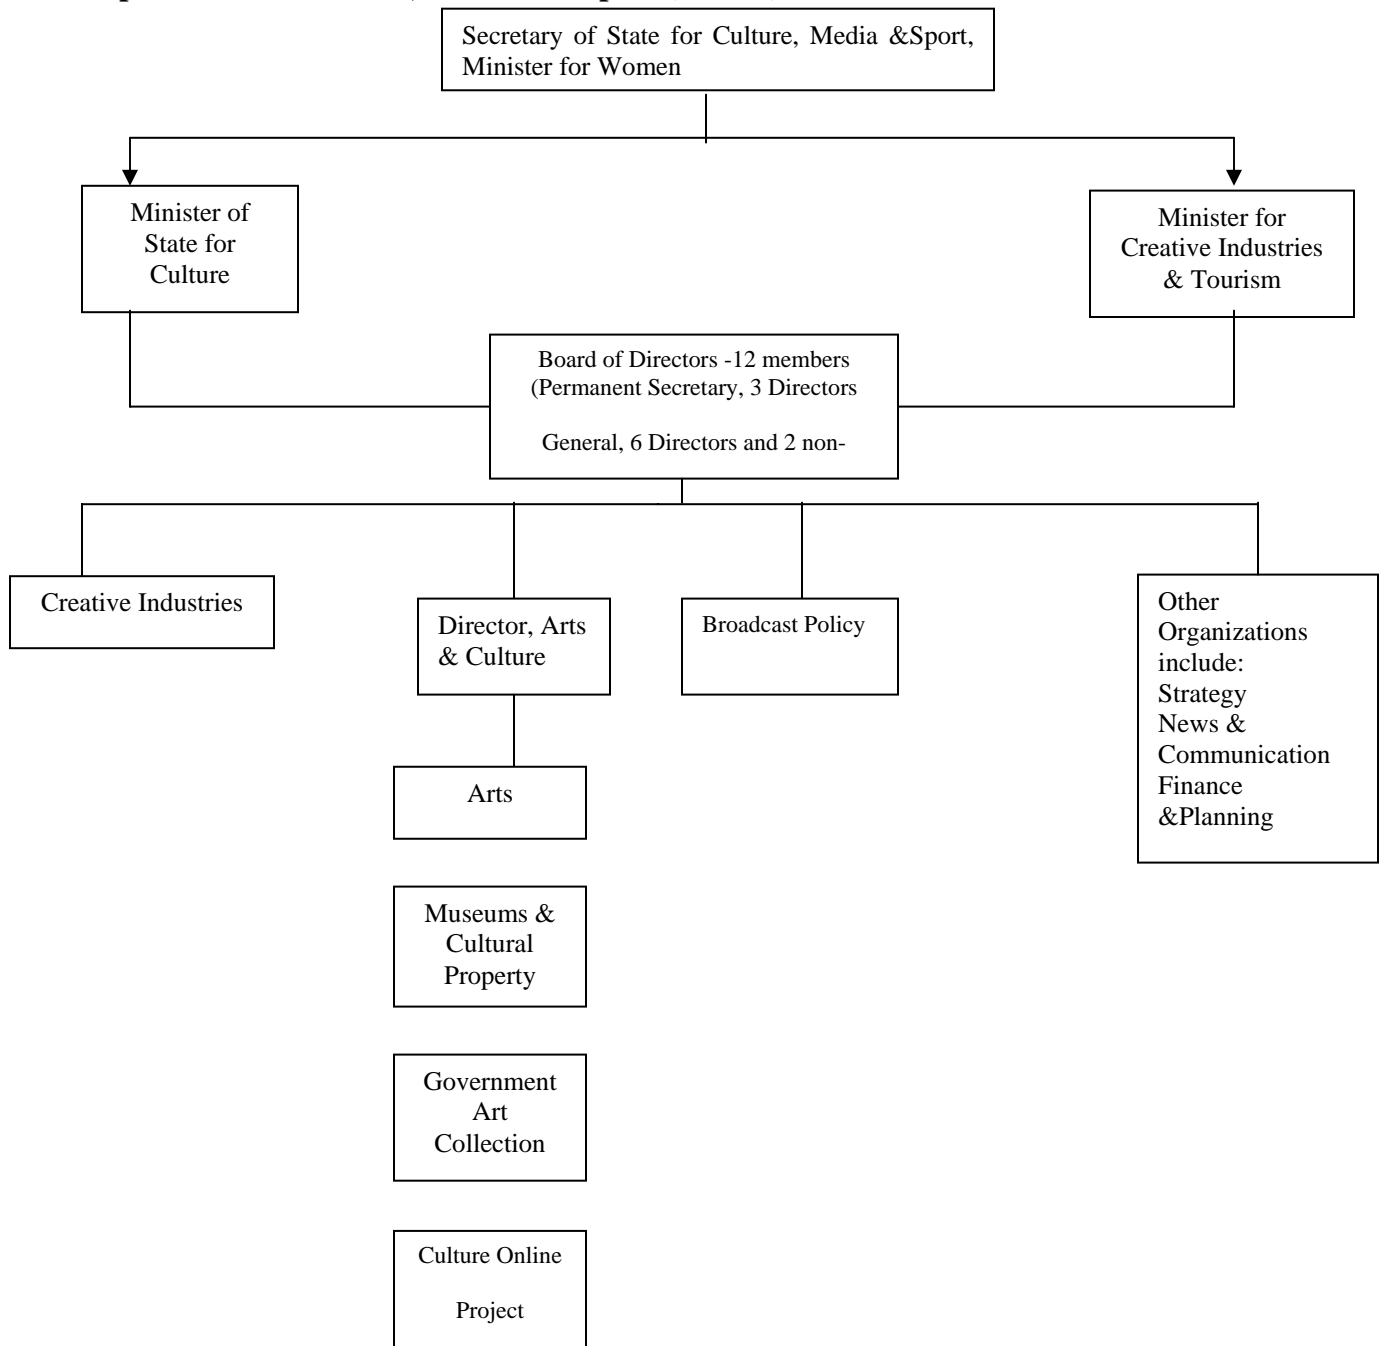 Secretary of State for Culture, Media &Sport,
Minister for Women
Minister of
State for
Culture
Minister for
Creative Industries
& Tourism
Board of Directors -12 members
(Permanent Secretary, 3 Directors
General, 6 Directors and 2 non-
Creative Industries
Director, Arts
& Culture
Broadcast Policy
Other
Organizations
include:
Strategy
News &
Communication
Finance
&Planning
Arts
Museums &
Cultural
Property
Government
Art
Collection
Culture Online
Project